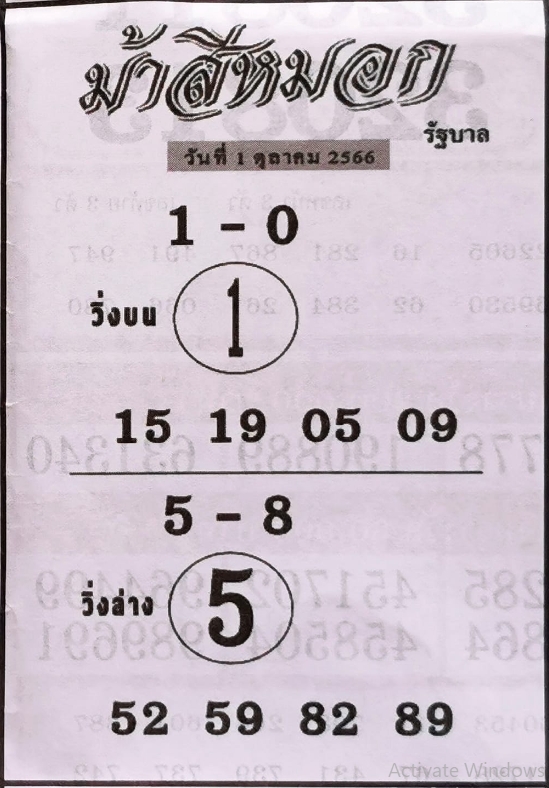 ม้าสีหมอก
รัฐบาล
วันที่ 1 ตุลาคม 2566
1 - 0
วิ่งบน 1
15 19 05 09
5 - 8
วิ่งล่าง 5
52 59 82 89
Activate Windows